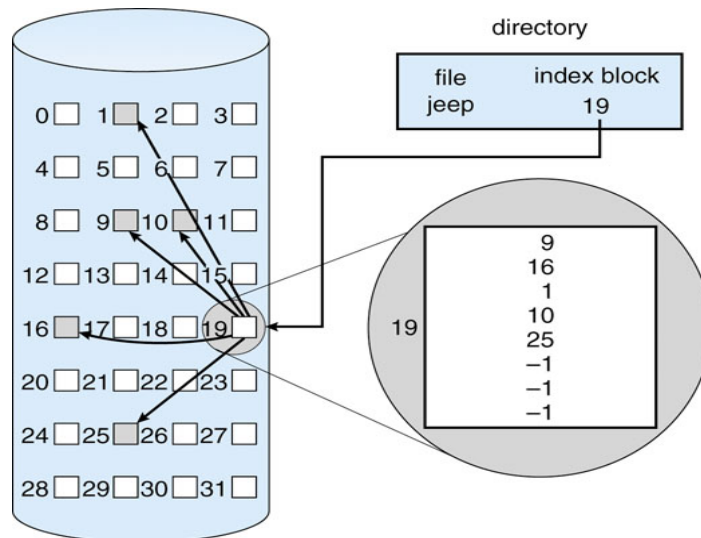 directory
file index block
jeep 19
0 1 2 3
4 5 6 7
8 9 10 11
12 13 14 15
16 17 18 19
20 21 22 23
24 25 26 27
28 29 30 31
19
9
16
1
10
25
–1
–1
–1